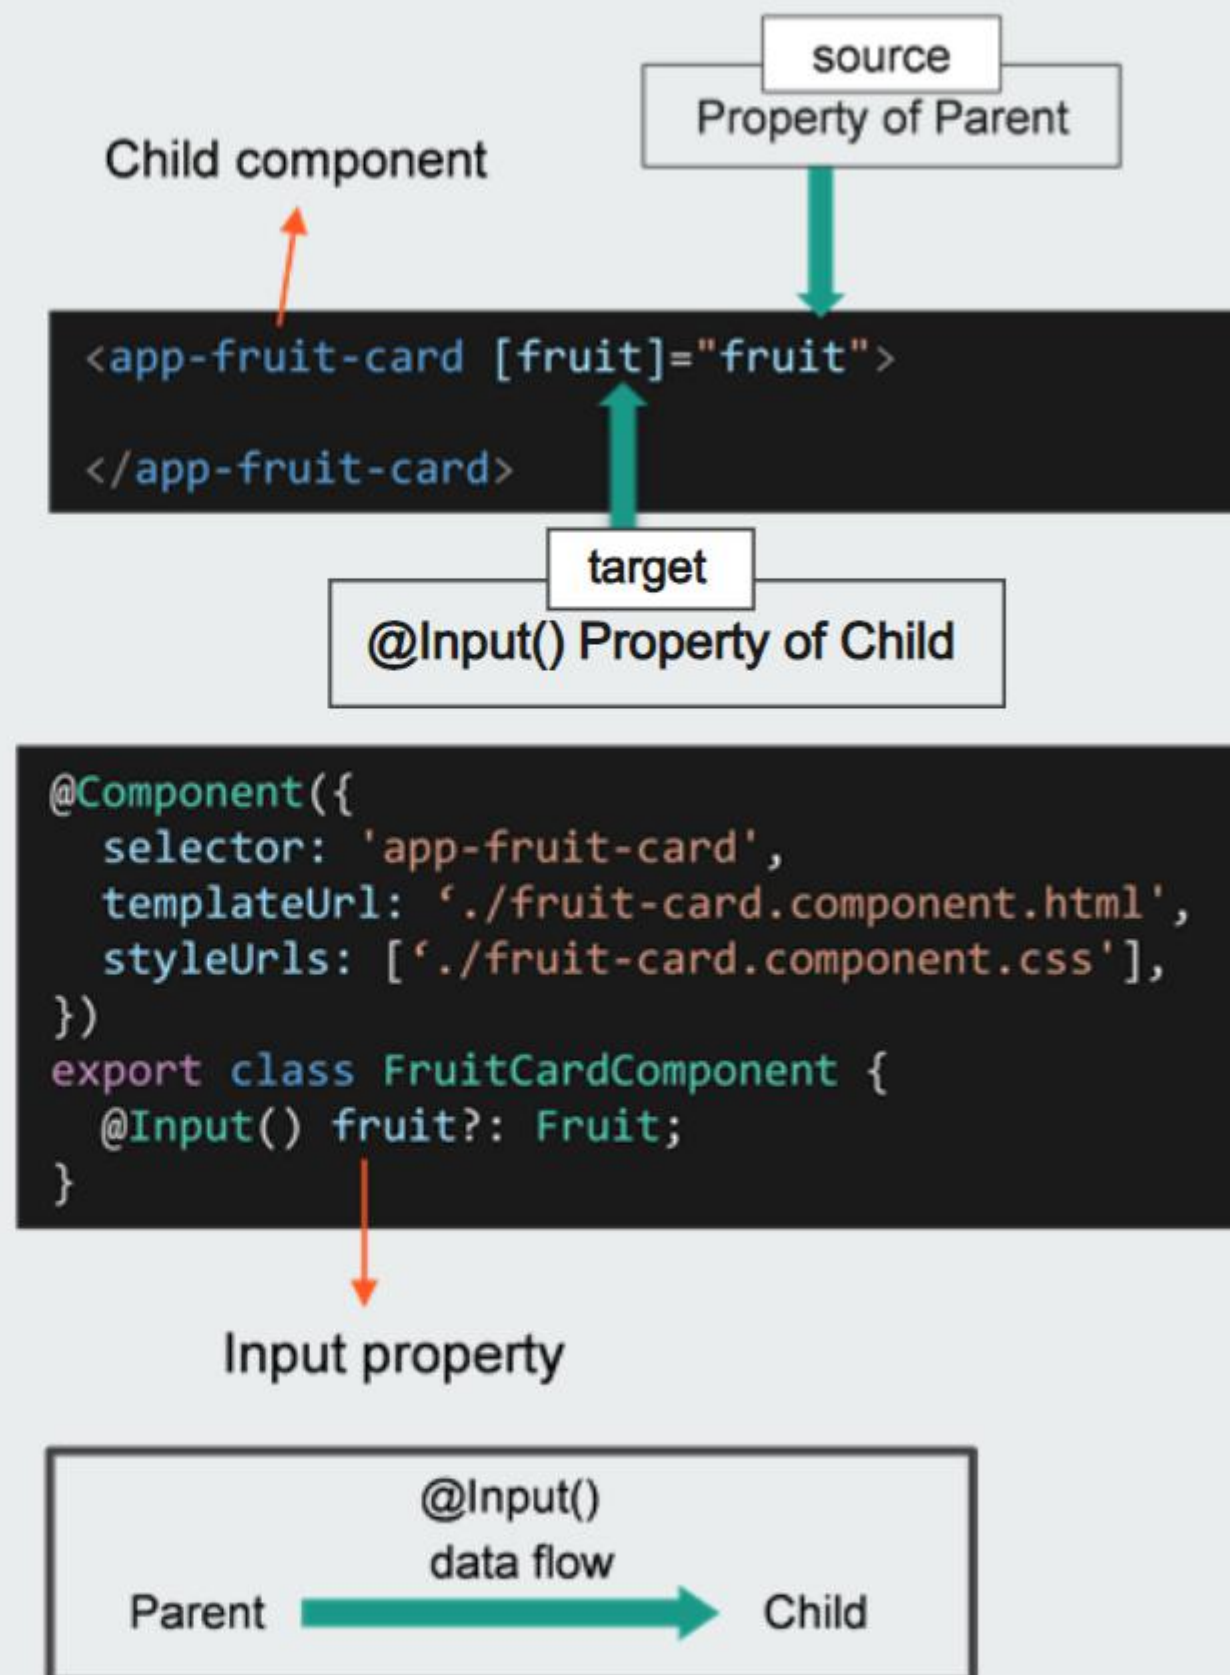 source
Property of Parent
Child component
<app-fruit-card [fruit]="fruit">
</app-fruit-card>
target
@Input() Property of Child
@Component({
  selector: 'app-fruit-card',
  templateUrl: ‘./fruit-card.component.html',
  styleUrls: [‘./fruit-card.component.css'],
})
export class FruitCardComponent {
  @Input() fruit?: Fruit;
}
Input property
@Input()
data flow
Parent Child